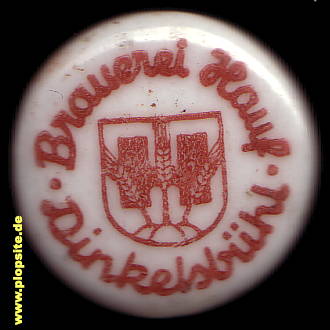 Brauerei Hauf
Dinkelsbühl
© www.plopsite.de